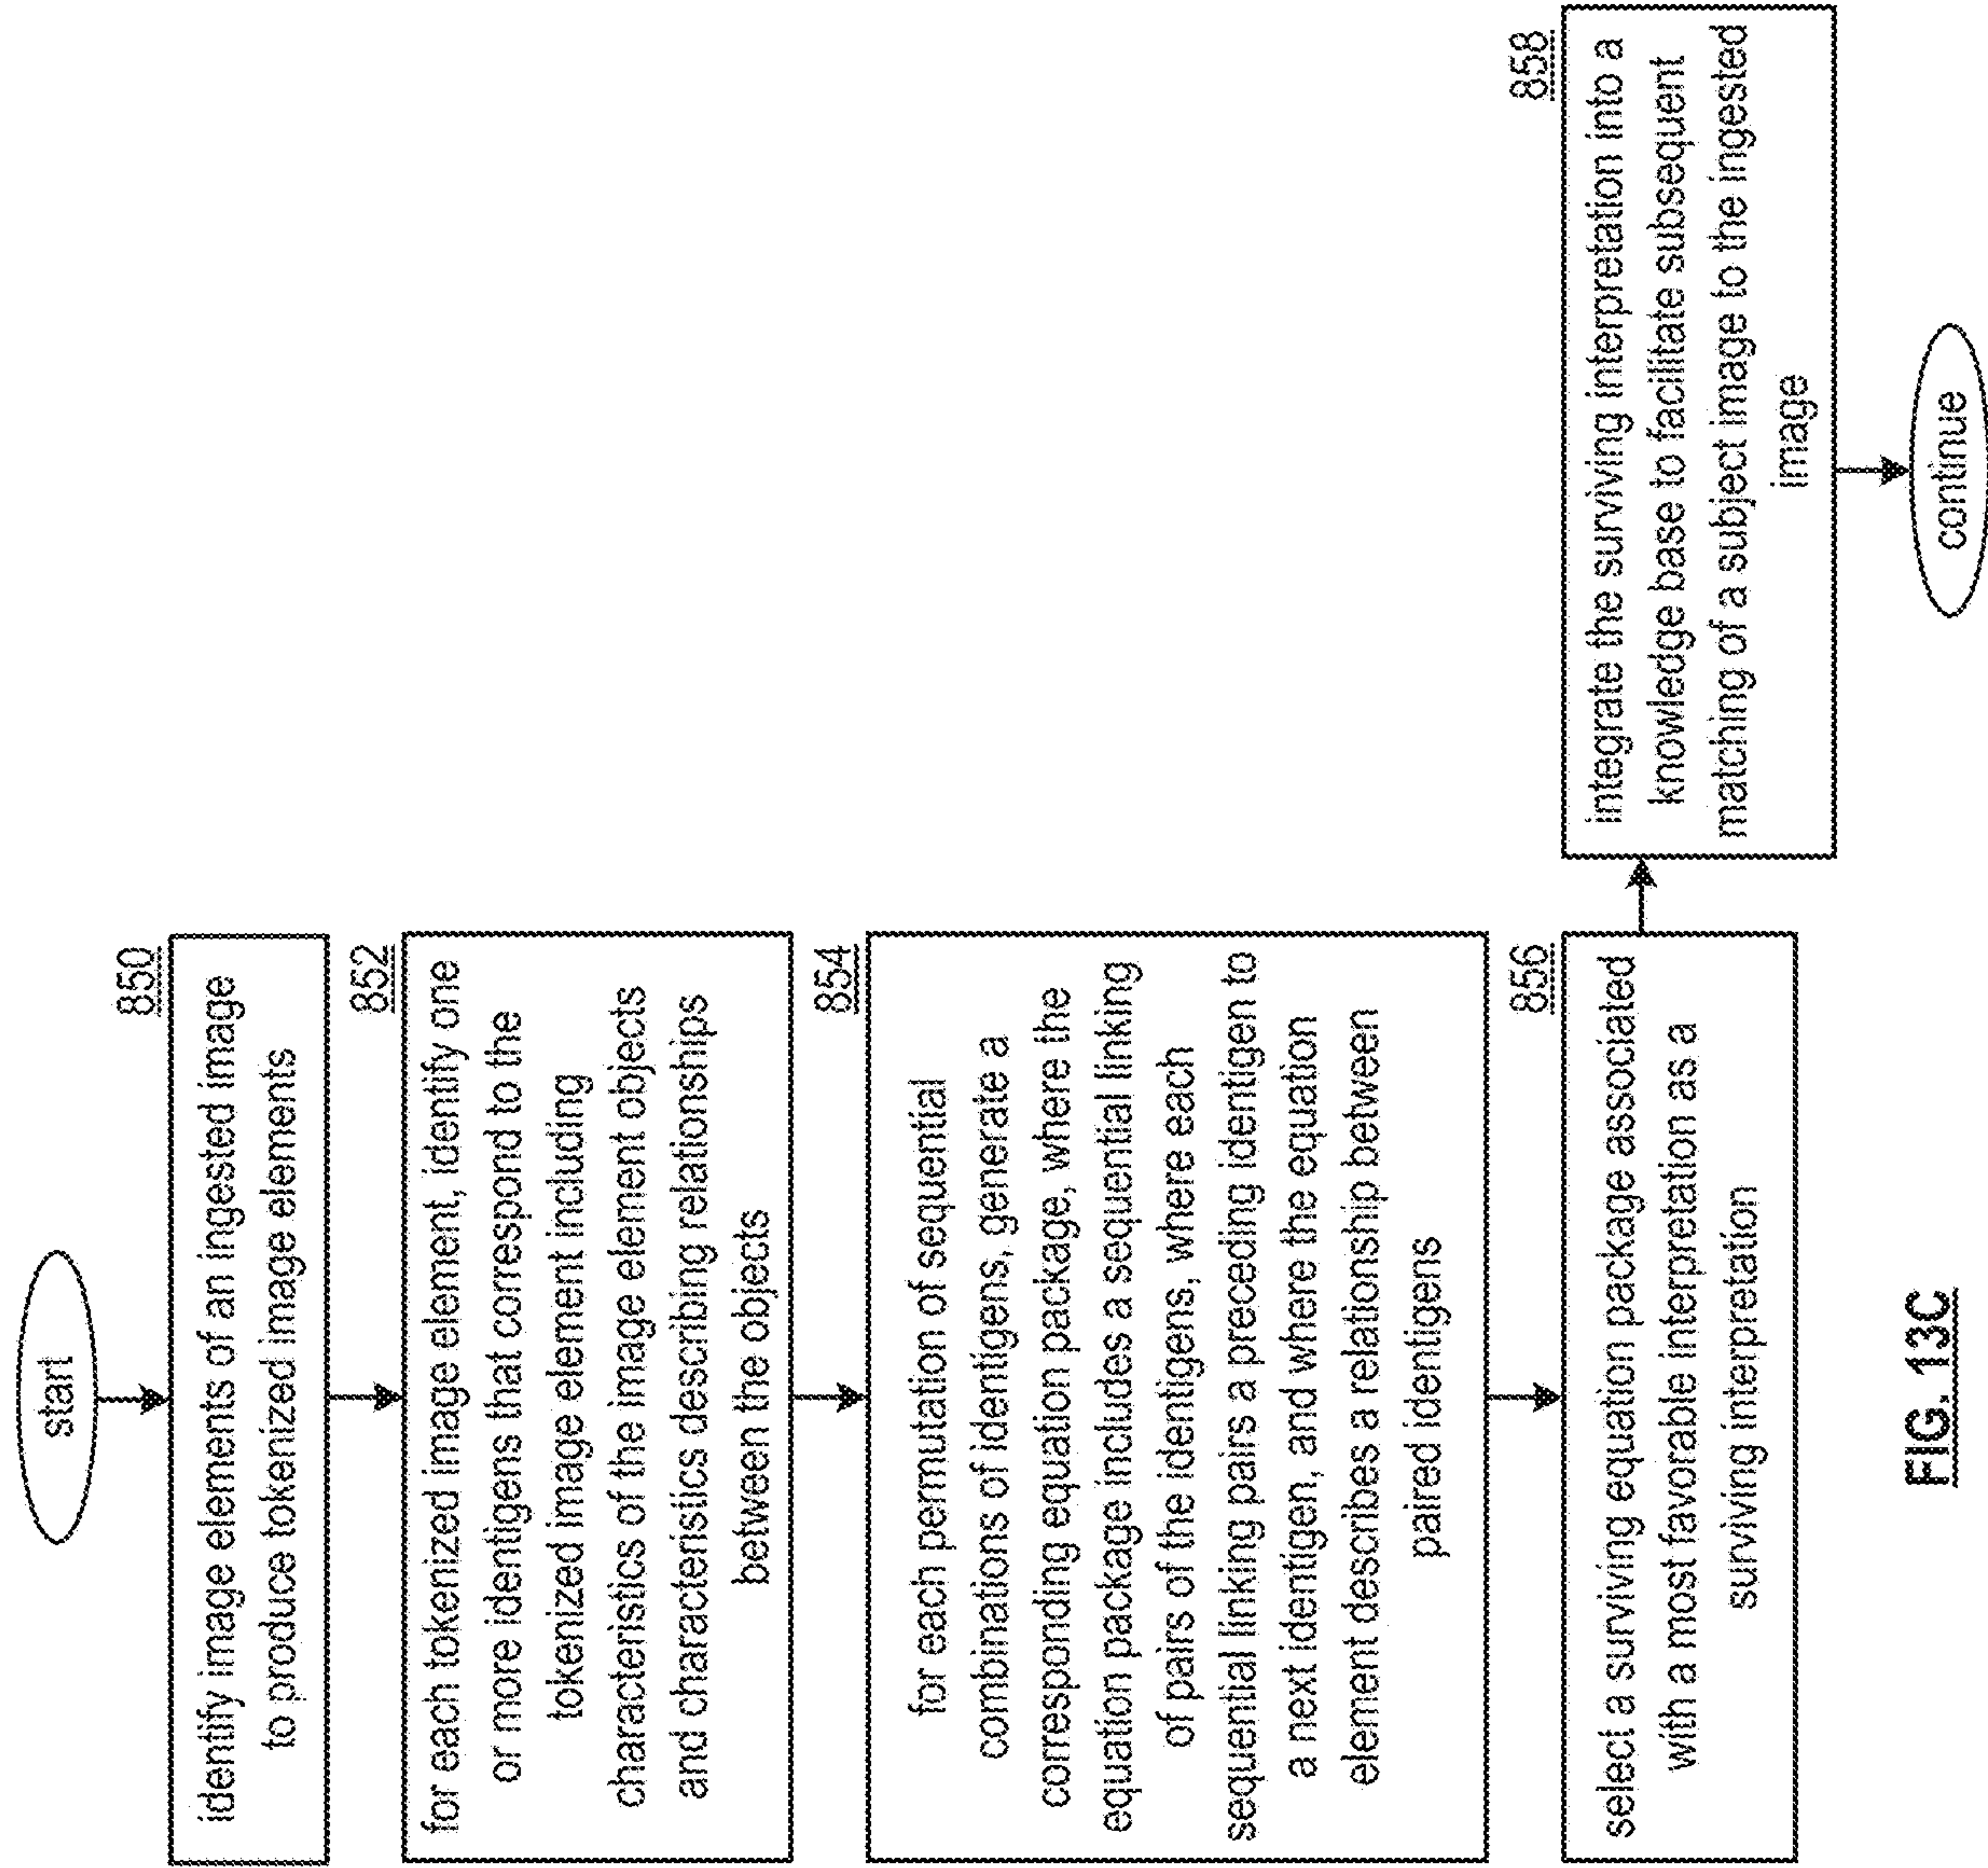 start
850
identify image elements of an ingested image
to produce tokenized image elements
852
for each tokenized image element, identify one
or more identigens that correspond to the
tokenized image element including
characteristics of the image element objects
and characteristics describing relationships
between the objects
854
for each permutation of sequential
combinations of identigens, generate a
corresponding equation package, where the
equation package includes a sequential linking
of pairs of the identigens, where each
sequential linking pairs a preceding identigen to
a next identigen, and where the equation
element describes a relationship between
paired identigens
856
select a surviving equation package associated
with a most favorable interpretation as a
surviving interpretation
858
integrate the surviving interpretation into a
knowledge base to facilitate subsequent
matching of a subject image to the ingested
image
continue
FIG. 13C